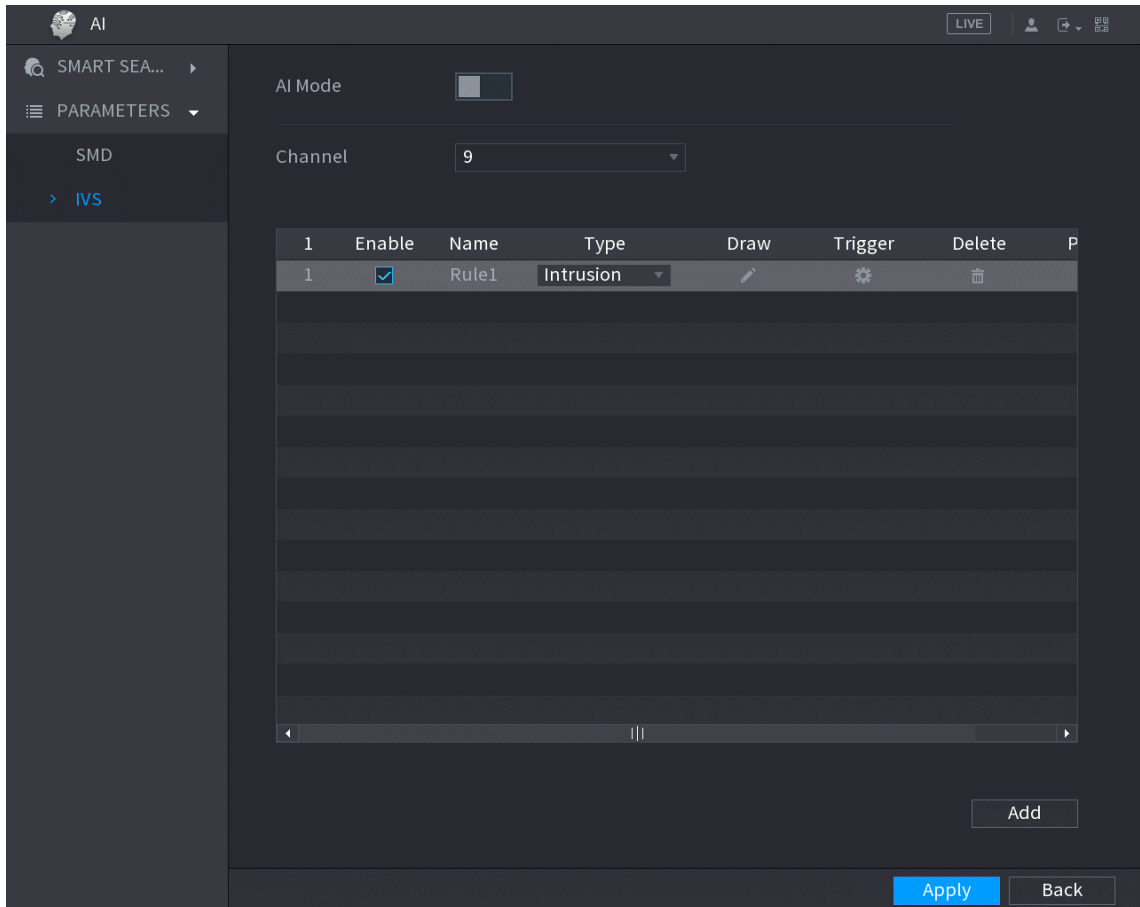 AI
LIVE
SMART SEA...
PARAMETERS
SMD
IVS
AI Mode
Channel 9
1 Enable Name Type Draw Trigger Delete P
1 Rule1 Intrusion
Add
Apply Back